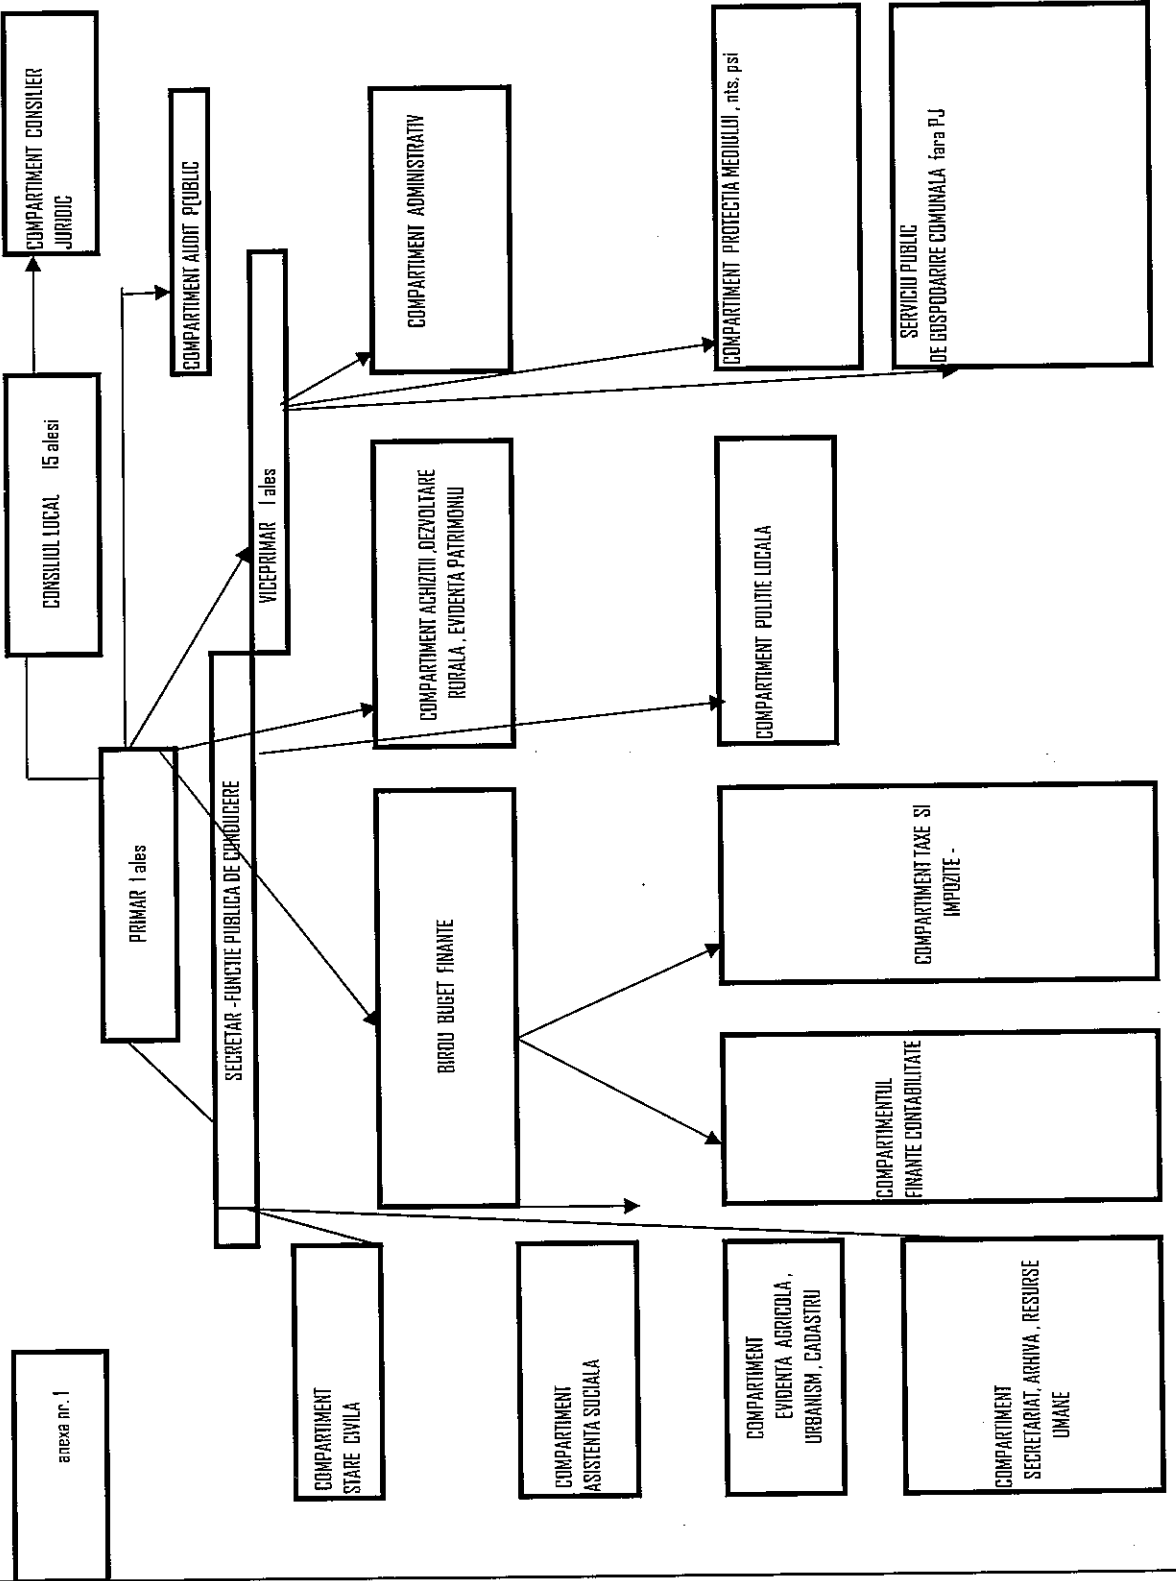 anexa nr. 1
CONSILIUL LOCAL 15 alesi
COMPARTIMENT CONSILIER
JURIDIC
PRIMAR 1 ales
COMPARTIMENT AUDIT P[UBLIC
SECRETAR -FUNCTIE PUBLICA DE CONDUCERE
VICEPRIMAR 1 ales
COMPARTIMENT
STARE CIVILA
BIROU BUGET FINANTE
COMPARTIMENT ACHIZITII ,DEZVOLTARE
RURALA , EVIDENTA PATRIMONIU
COMPARTIMENT ADMINISTRATIV
COMPARTIMENT
ASISTENTA SOCIALA
COMPARTIMENT
EVIDENTA AGRICOLA ,
URBANISM , CADASTRU
COMPARTIMENTUL
FINANTE CONTABILITATE
COMPARTIMENT TAXE SI
IMPOZITE -
COMPARTIMENT POLITIE LOCALA
COMPARTIMENT PROTECTIA MEDIULUI , nts, psi
COMPARTIMENT
SECRETARIAT, ARHIVA , RESURSE
UMANE
SERVICIU PUBLIC
DE GOSPODARIRE COMUNALA fara PJ